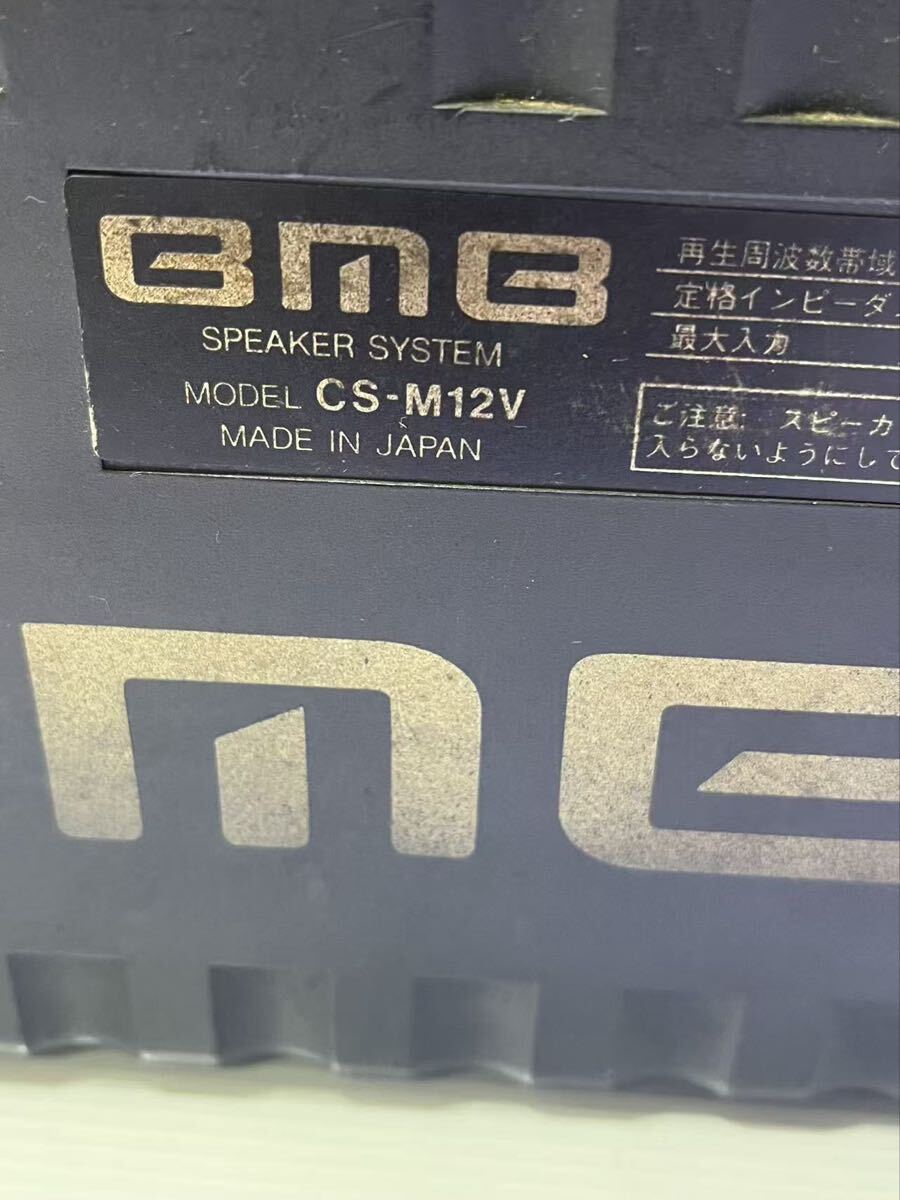 BMB
SPEAKER SYSTEM
MODEL CS-M12V
MADE IN JAPAN
再生周波数帯域
定格インピーダ
最大入力
ご注意: スピーカ
入らないようにして
MB